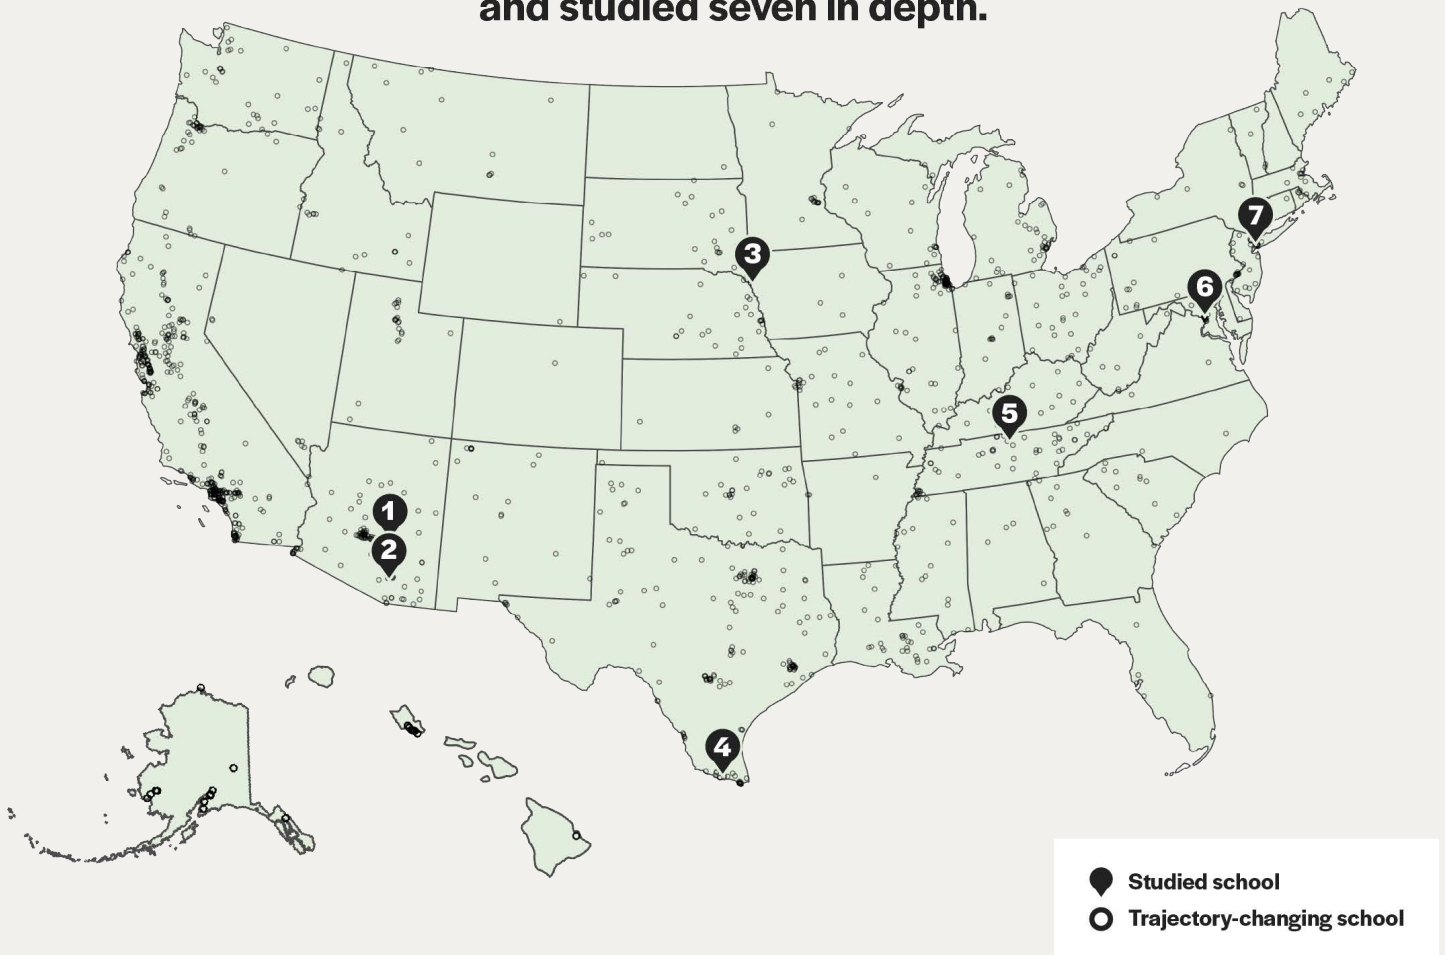 and studied seven in depth.
7
3
6
5
1
2
4
Studied school
Trajectory-changing school